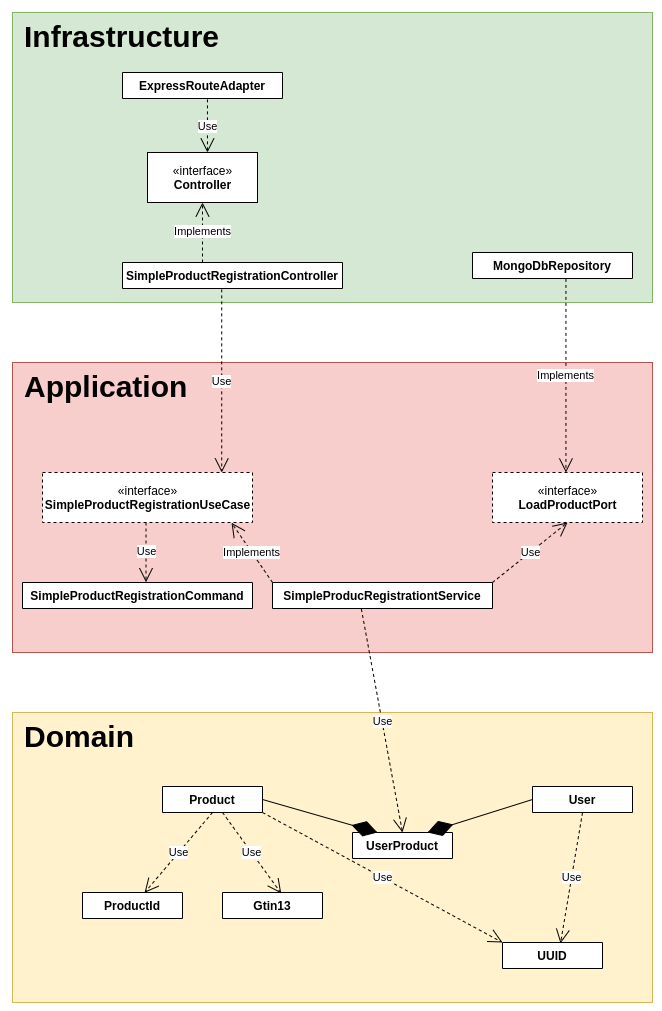 Infrastructure
ExpressRouteAdapter
Use
«interface»
Controller
Implements
SimpleProductRegistrationController
MongoDbRepository
Implements
Application
Use
«interface»
SimpleProductRegistrationUseCase
«interface»
LoadProductPort
Use
Implements
Use
SimpleProductRegistrationCommand
SimpleProducRegistrationtService
Use
Domain
Product
User
UserProduct
Use
Use
Use
Use
ProductId
Gtin13
UUID